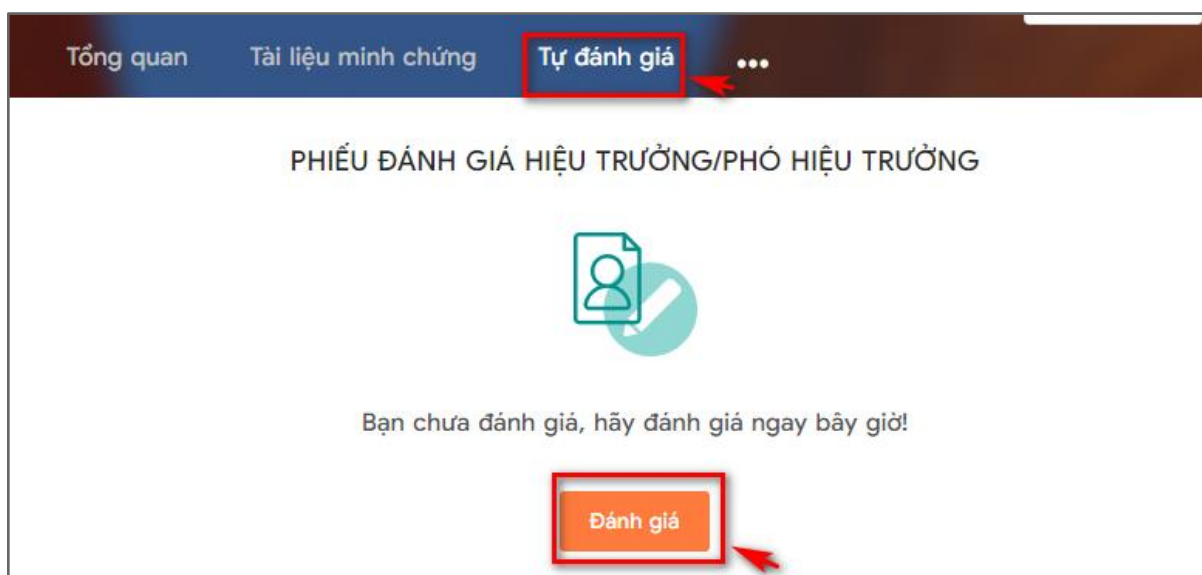 Tổng quan Tài liệu minh chứng Tự đánh giá
PHIẾU ĐÁNH GIÁ HIỆU TRƯỞNG/PHÓ HIỆU TRƯỞNG
Bạn chưa đánh giá, hãy đánh giá ngay bây giờ!
Đánh giá